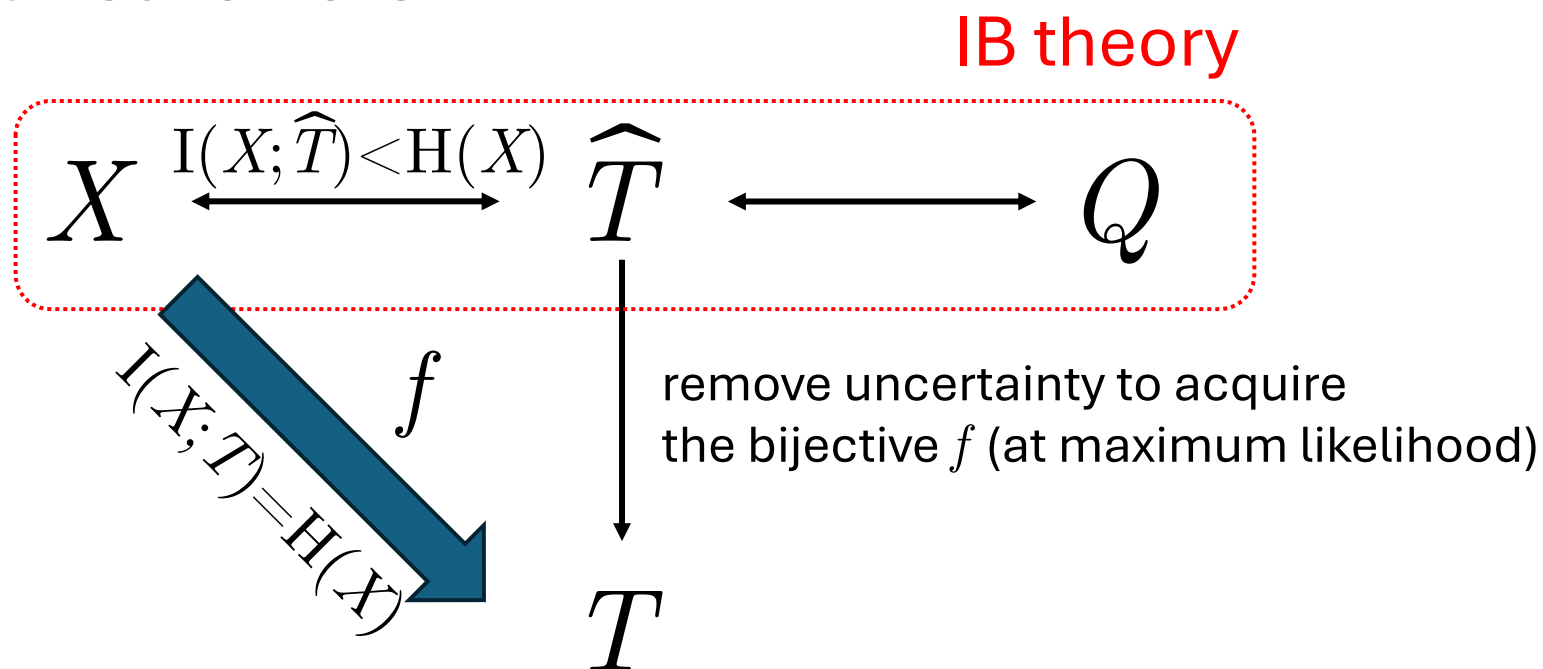 IB theory
I(X; T̂)<H(X)
X
T̂
Q
f
I(X; T)=H(X)
remove uncertainty to acquire
the bijective f (at maximum likelihood)
T